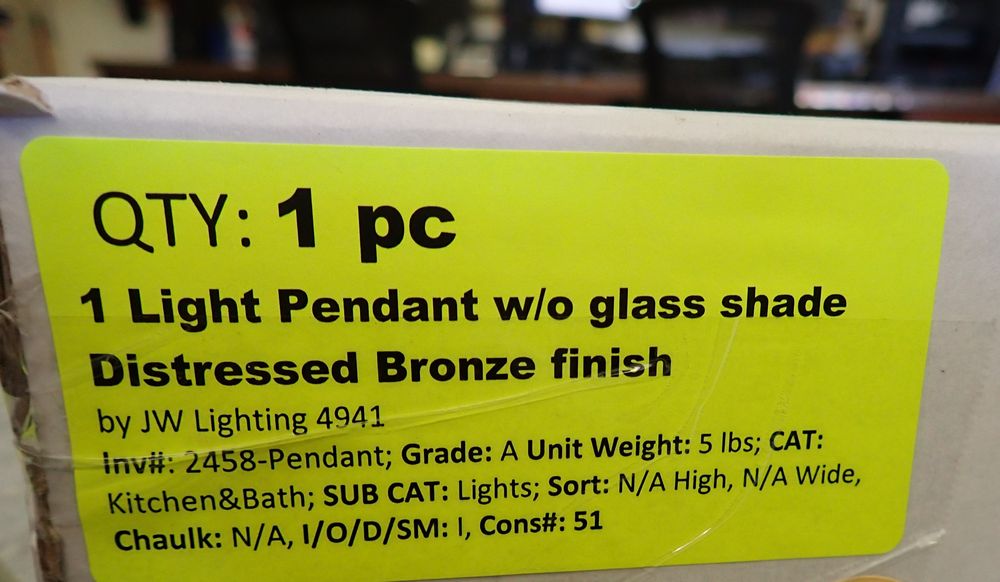 QTY: 1 pc
1 Light Pendant w/o glass shade
Distressed Bronze finish
by JW Lighting 4941
Inv#: 2458-Pendant; Grade: A Unit Weight: 5 lbs; CAT:
Kitchen&Bath; SUB CAT: Lights; Sort: N/A High, N/A Wide,
Chaulk: N/A, I/O/D/SM: I, Cons#: 51